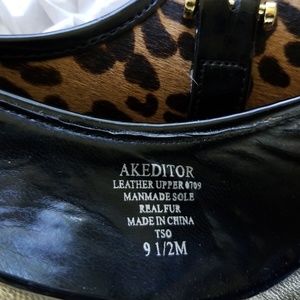 AKEDITOR
LEATHER UPPER 0709
MANMADE SOLE
REAL FUR
MADE IN CHINA
TSO
9 1/2M